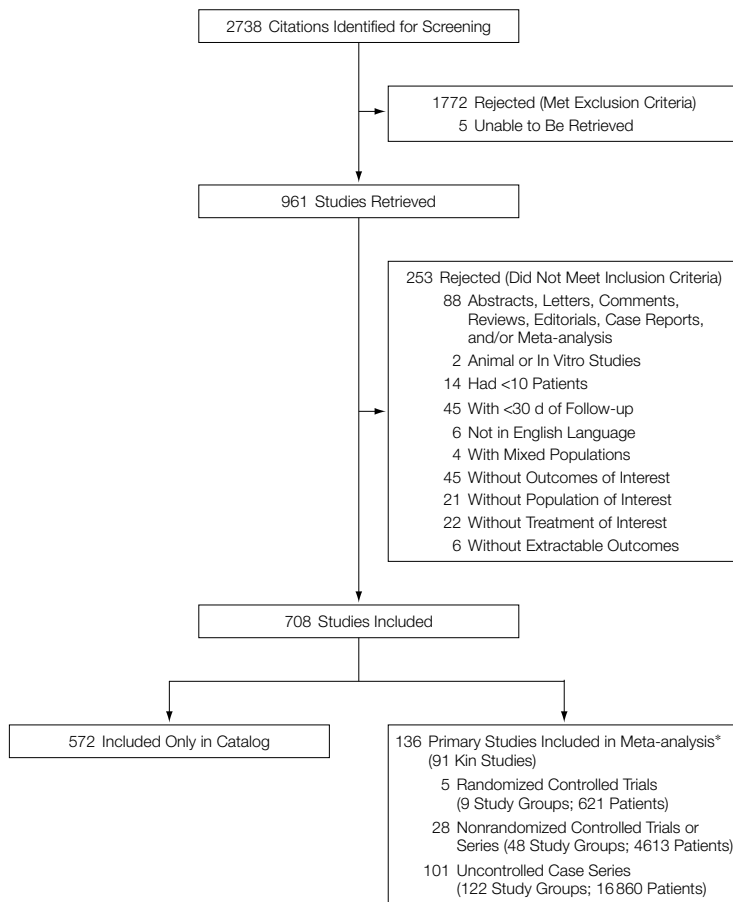 2738 Citations Identified for Screening
1772 Rejected (Met Exclusion Criteria)
5 Unable to Be Retrieved
961 Studies Retrieved
253 Rejected (Did Not Meet Inclusion Criteria)
88 Abstracts, Letters, Comments,
Reviews, Editorials, Case Reports,
and/or Meta-analysis
2 Animal or In Vitro Studies
14 Had <10 Patients
45 With <30 d of Follow-up
6 Not in English Language
4 With Mixed Populations
45 Without Outcomes of Interest
21 Without Population of Interest
22 Without Treatment of Interest
6 Without Extractable Outcomes
708 Studies Included
572 Included Only in Catalog
136 Primary Studies Included in Meta-analysis*
(91 Kin Studies)
5 Randomized Controlled Trials
(9 Study Groups; 621 Patients)
28 Nonrandomized Controlled Trials or
Series (48 Study Groups; 4613 Patients)
101 Uncontrolled Case Series
(122 Study Groups; 16 860 Patients)